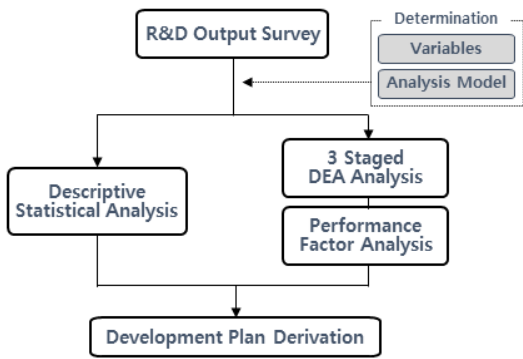 R&D Output Survey
Determination
Variables
Analysis Model
Descriptive
Statistical Analysis
3 Staged
DEA Analysis
Performance
Factor Analysis
Development Plan Derivation